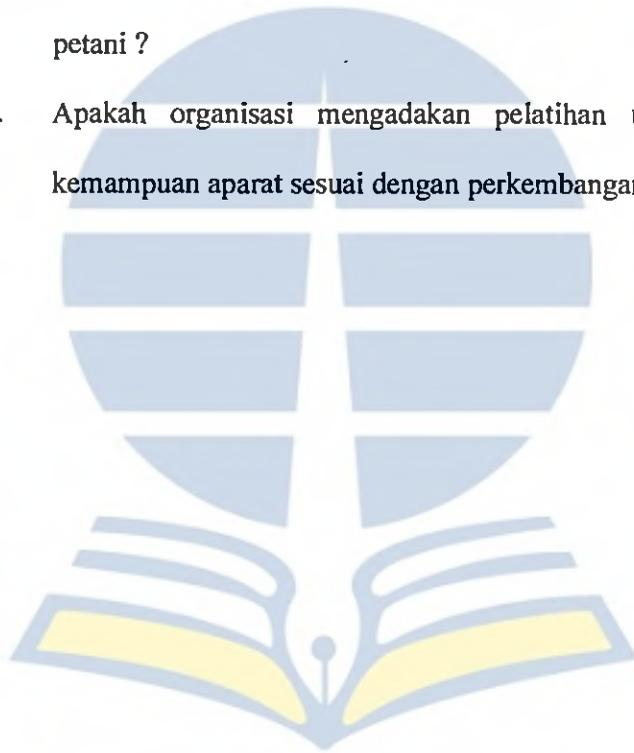 petani ?
. Apakah organisasi mengadakan pelatihan
kemampuan aparat sesuai dengan perkembangan